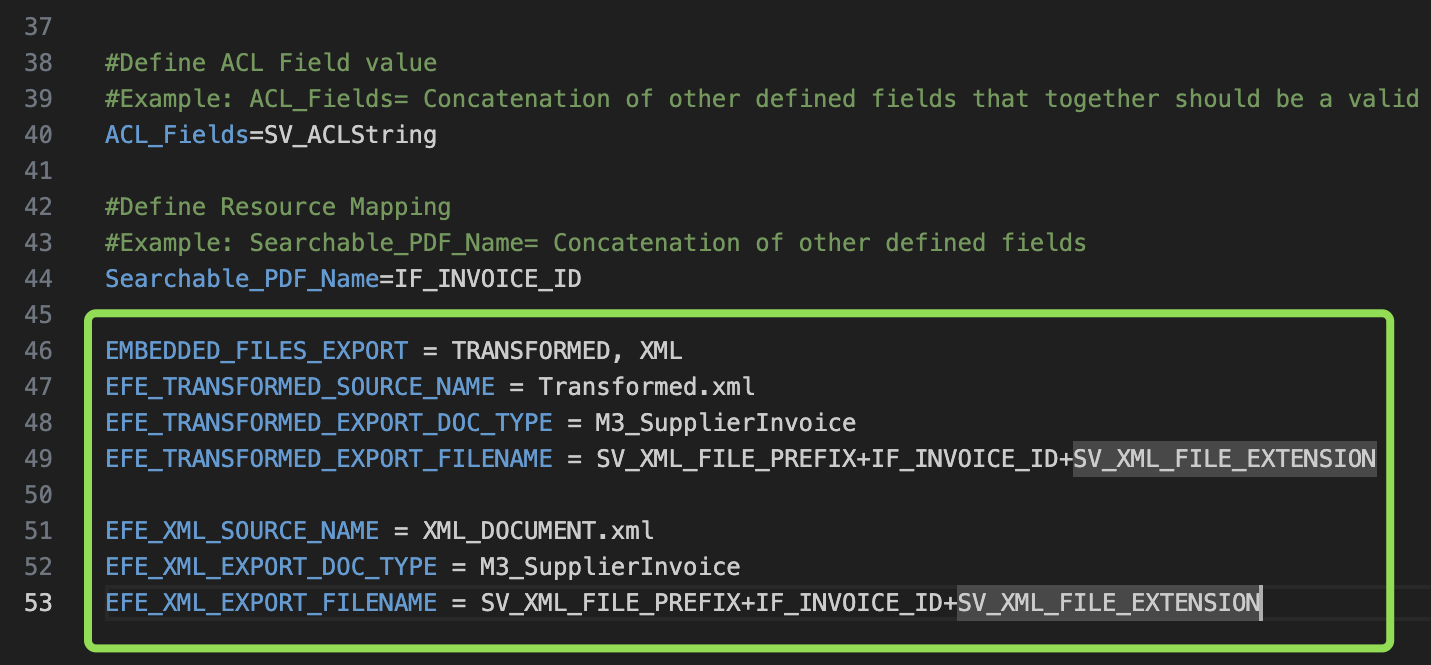 37
38 #Define ACL Field value
39 #Example: ACL_Fields= Concatenation of other defined fields that together should be a valid
40 ACL_Fields=SV_ACLString
41
42 #Define Resource Mapping
43 #Example: Searchable_PDF_Name= Concatenation of other defined fields
44 Searchable_PDF_Name=IF_INVOICE_ID
45
46 EMBEDDED_FILES_EXPORT = TRANSFORMED, XML
47 EFE_TRANSFORMED_SOURCE_NAME = Transformed.xml
48 EFE_TRANSFORMED_EXPORT_DOC_TYPE = M3_SupplierInvoice
49 EFE_TRANSFORMED_EXPORT_FILENAME = SV_XML_FILE_PREFIX+IF_INVOICE_ID+SV_XML_FILE_EXTENSION
50
51 EFE_XML_SOURCE_NAME = XML_DOCUMENT.xml
52 EFE_XML_EXPORT_DOC_TYPE = M3_SupplierInvoice
53 EFE_XML_EXPORT_FILENAME = SV_XML_FILE_PREFIX+IF_INVOICE_ID+SV_XML_FILE_EXTENSION